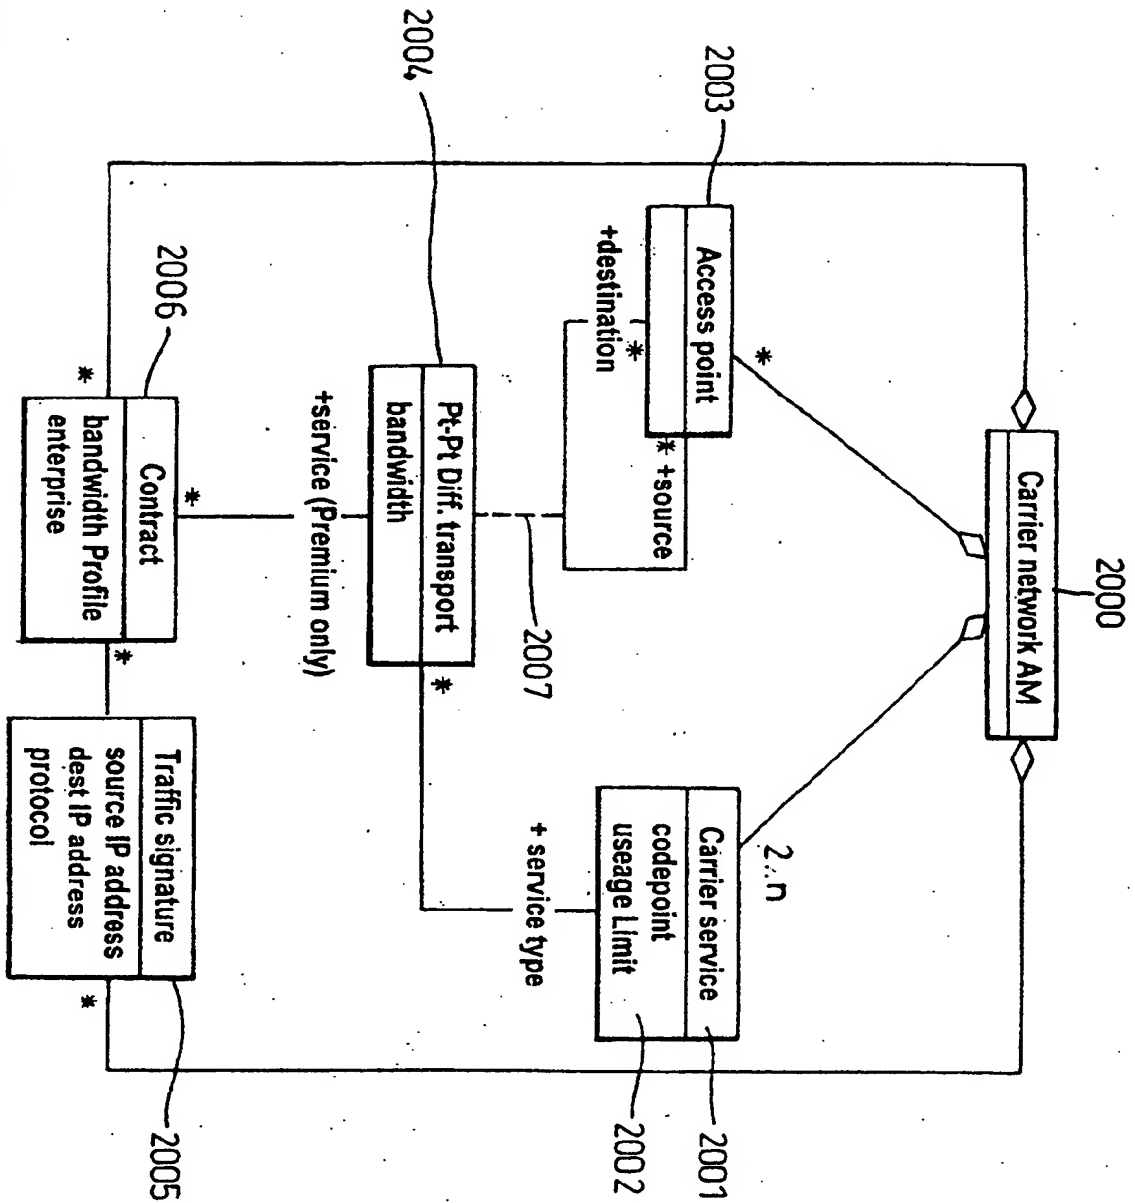 2000
Carrier network AM
2003
Access point
*
* +source
+destination
*
2..n
Carrier service
codepoint
useage Limit
2001
2002
+ service type
2007
2004
Pt-Pt Diff. transport
bandwidth
*
+service (Premium only)
*
2006
Contract
bandwidth Profile
enterprise
*
*
Traffic signature
source IP address
dest IP address
protocol
*
2005